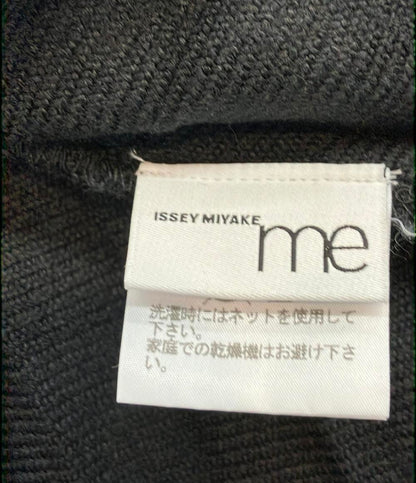 ISSEY MIYAKE me
洗濯時にはネットを使用して
下さい。
家庭での乾燥機はお避け下さ
い。